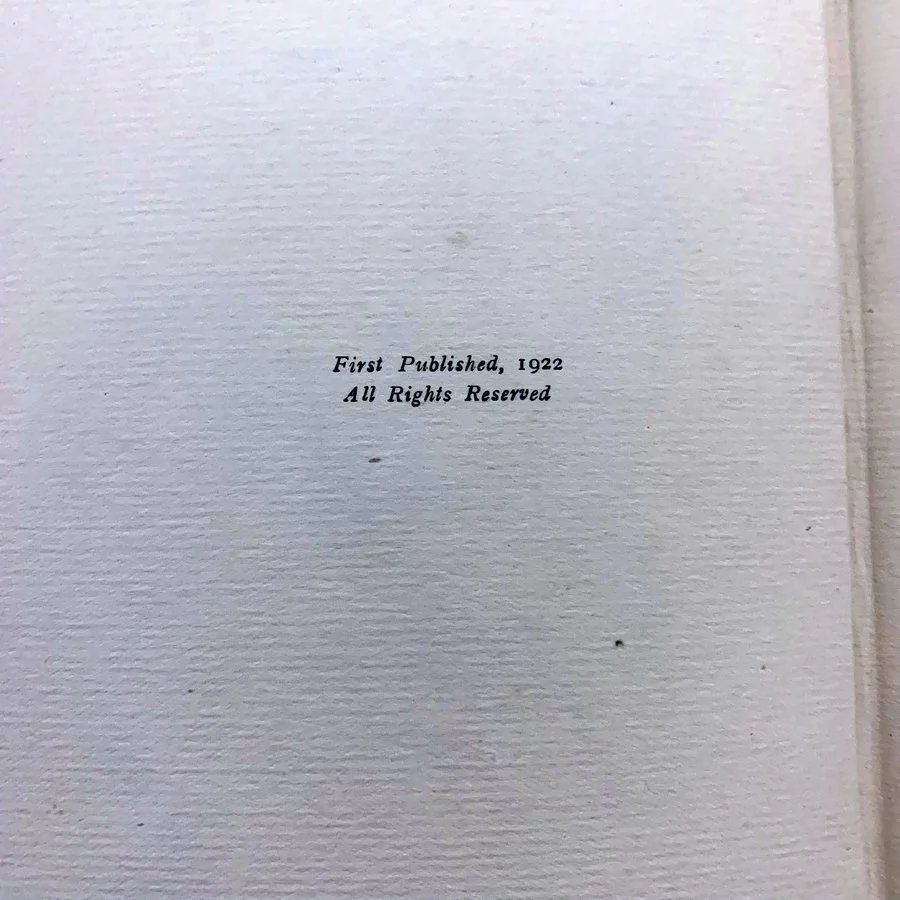 First Published, 1922
All Rights Reserved